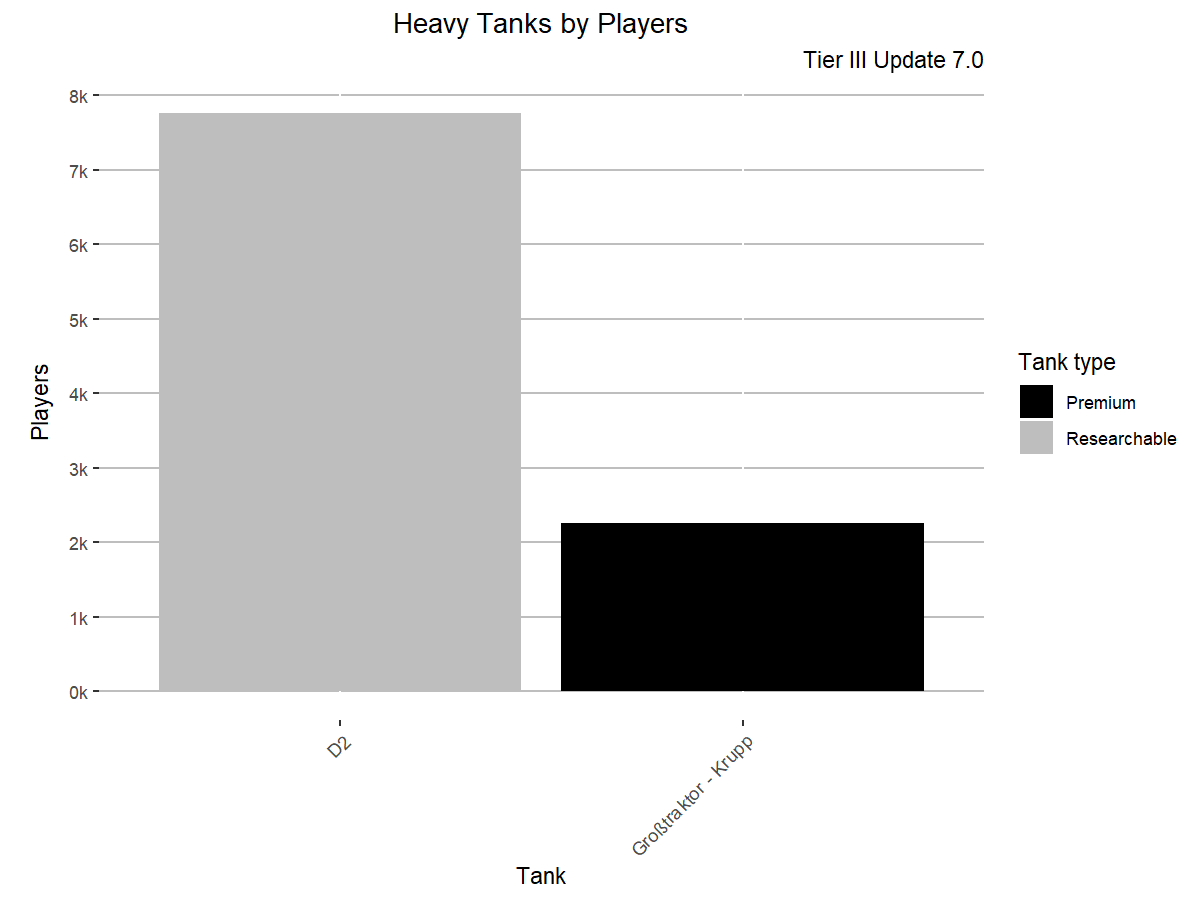 Heavy Tanks by Players
Tier III Update 7.0
8k
7k
6k
5k
4k
3k
2k
1k
0k
Players
D2
Großtraktor - Krupp
Tank
Tank type
Premium
Researchable